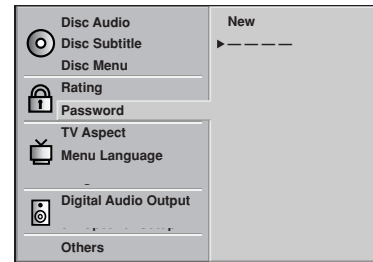 Disc Audio
Disc Subtitle
Disc Menu
Rating
Password
TV Aspect
Menu Language
Digital Audio Output
Others
New
– – – –